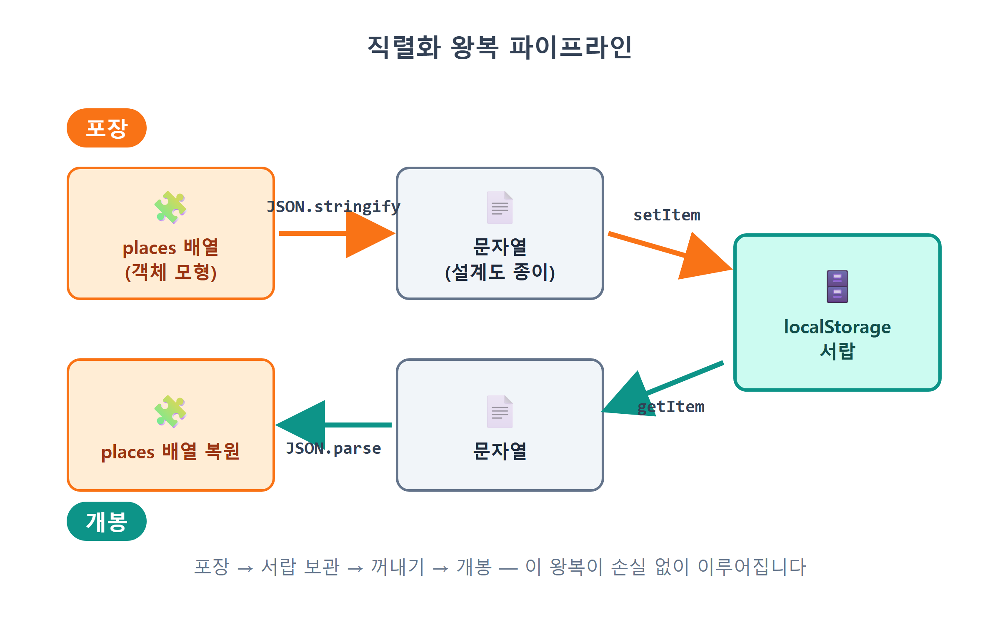 직렬화 왕복 파이프라인
포장
JSON.stringify
setItem
places 배열
(객체 모형)
문자열
(설계도 종이)
localStorage
서랍
getItem
JSON.parse
places 배열 복원
문자열
개봉
포장 → 서랍 보관 → 꺼내기 → 개봉 — 이 왕복이 손실 없이 이루어집니다